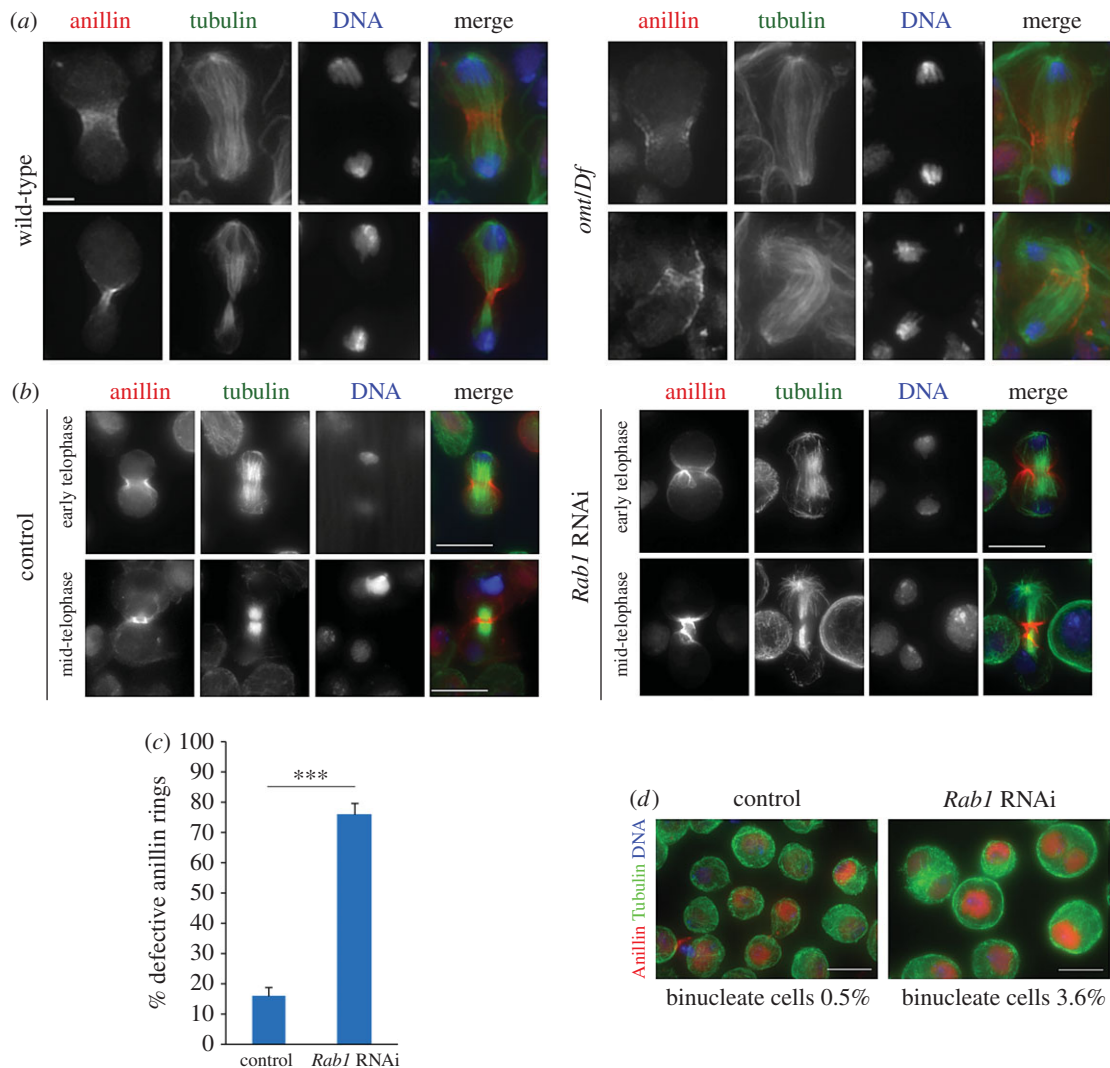 (a) anillin tubulin DNA merge anillin tubulin DNA merge
wild-type
omt/Df
(b) anillin tubulin DNA merge anillin tubulin DNA merge
control
early telophase
mid-telophase
Rab1 RNAi
early telophase
mid-telophase
(c)
% defective anillin rings
100
90
80
70
60
50
40
30
20
10
0
***
control Rab1 RNAi
(d) control Rab1 RNAi
Anillin Tubulin DNA
binucleate cells 0.5% binucleate cells 3.6%